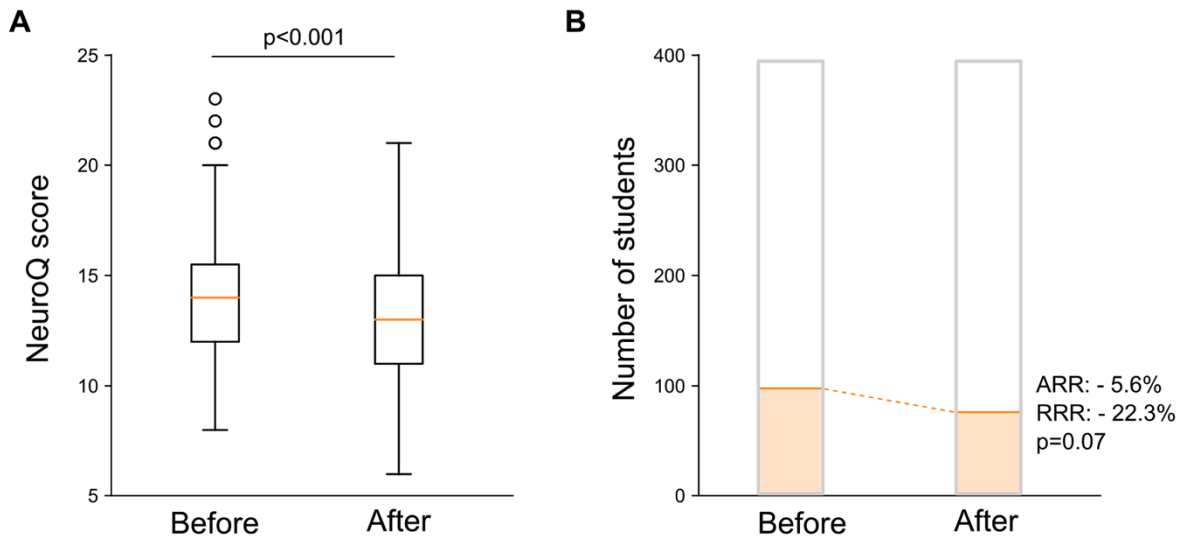 A
p<0.001
NeuroQ score
25
20
15
10
5
Before
After
B
Number of students
400
300
200
100
0
Before
After
ARR: - 5.6%
RRR: - 22.3%
p=0.07